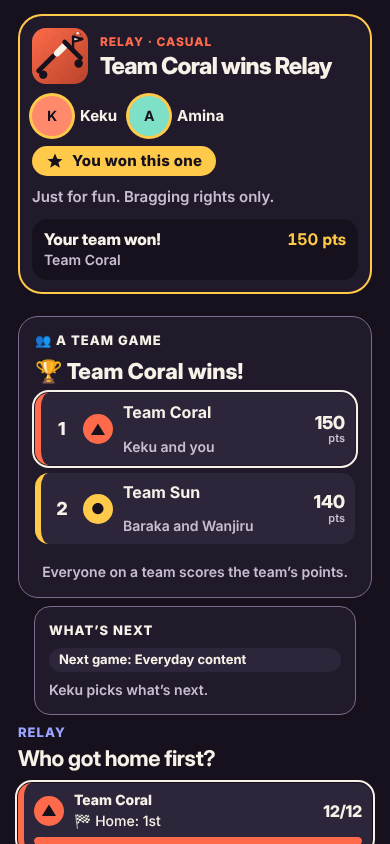 RELAY · CASUAL
Team Coral wins Relay
K Keku A Amina
★ You won this one
Just for fun. Bragging rights only.
Your team won! 150 pts
Team Coral
👥 A TEAM GAME
🏆 Team Coral wins!
1 Team Coral 150 pts
Keku and you
2 Team Sun 140 pts
Baraka and Wanjiru
Everyone on a team scores the team’s points.
WHAT’S NEXT
Next game: Everyday content
Keku picks what’s next.
RELAY
Who got home first?
Team Coral 12/12
🏁 Home: 1st